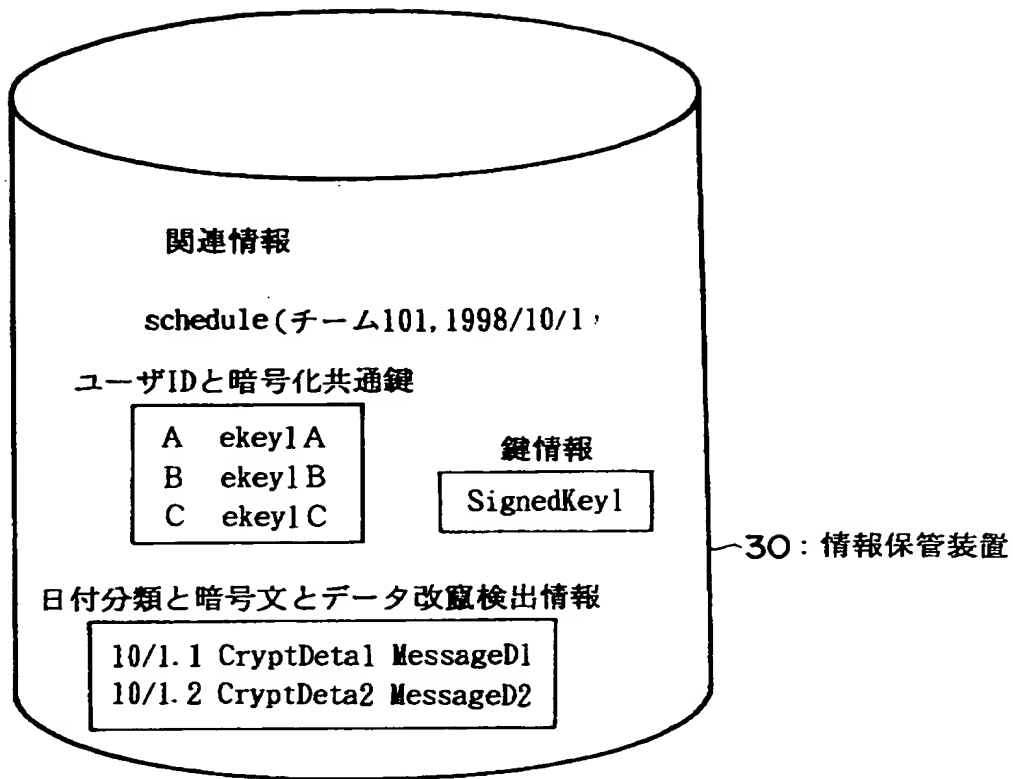 関連情報
schedule(チーム101,1998/10/1,
ユーザIDと暗号化共通鍵
A ekey1A
B ekey1B
C ekey1C
鍵情報
SignedKey1
30:情報保管装置
日付分類と暗号文とデータ改竄検出情報
10/1.1 CryptDeta1 MessageD1
10/1.2 CryptDeta2 MessageD2